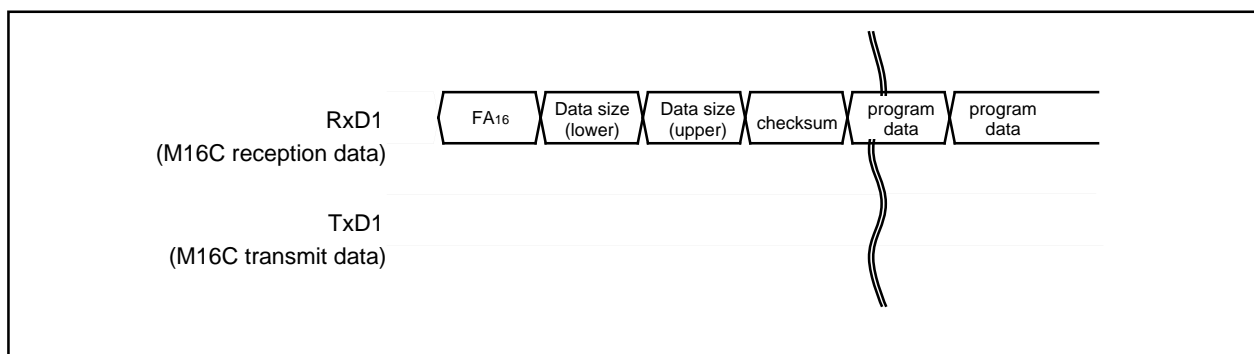 RxD1
(M16C reception data)
FA16
Data size
(lower)
Data size
(upper)
checksum
program
data
program
data
TxD1
(M16C transmit data)